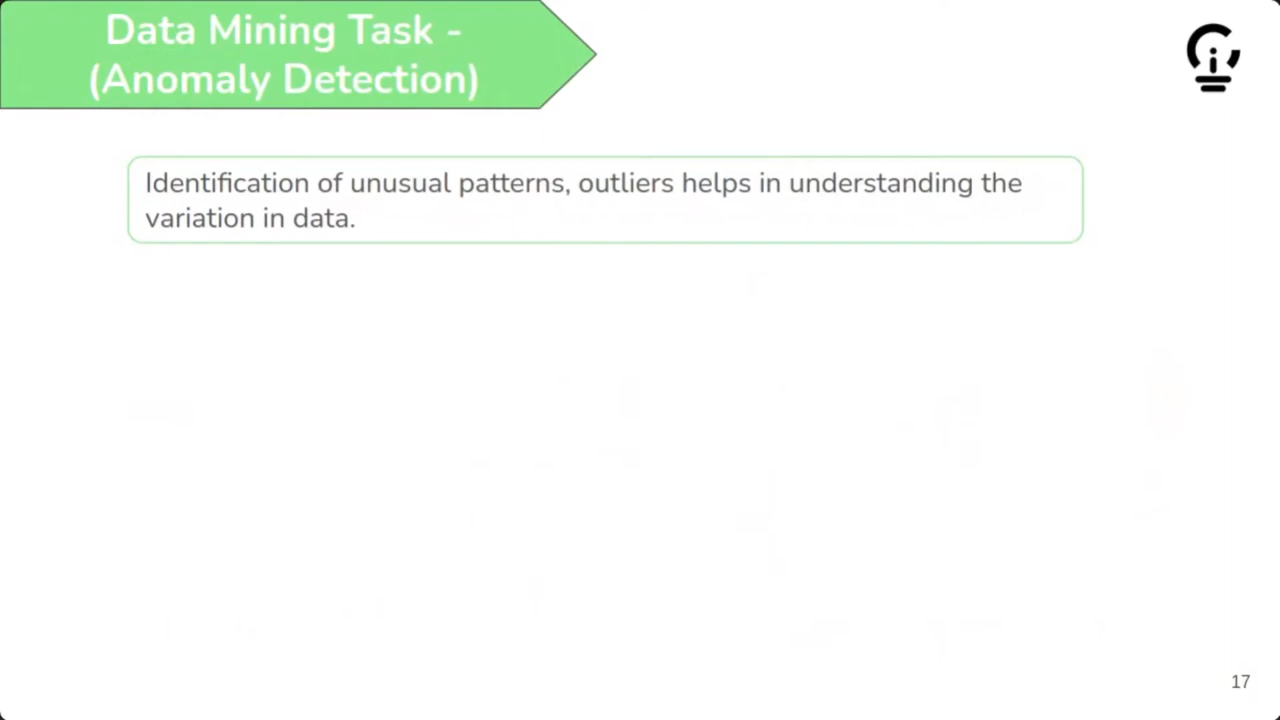 Data Mining Task -
(Anomaly Detection)
Identification of unusual patterns, outliers helps in understanding the
variation in data.
17